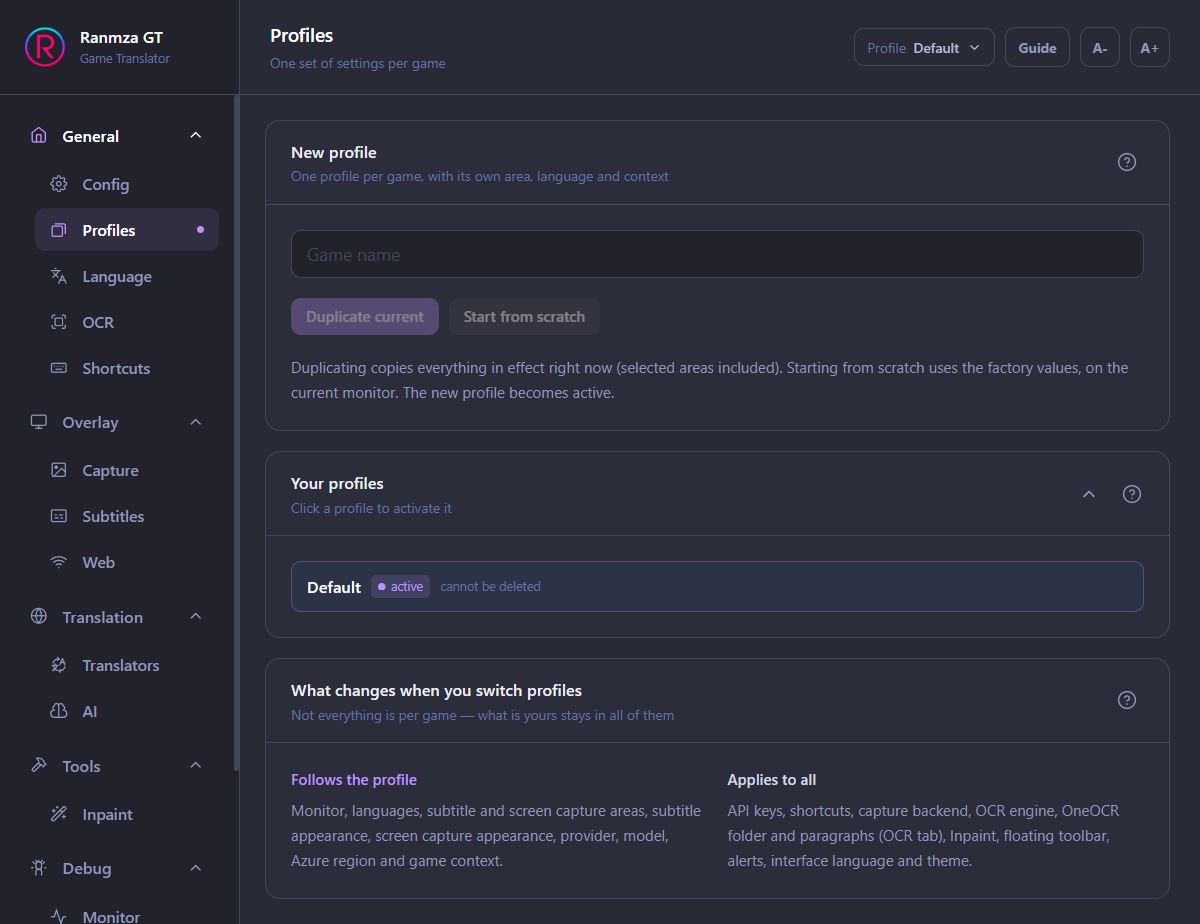 Ranmza GT
Game Translator
General
Config
Profiles
Language
OCR
Shortcuts
Overlay
Capture
Subtitles
Web
Translation
Translators
AI
Tools
Inpaint
Debug
Monitor
Profiles
One set of settings per game
Profile Default
Guide
A-
A+
New profile
One profile per game, with its own area, language and context
Game name
Duplicate current
Start from scratch
Duplicating copies everything in effect right now (selected areas included). Starting from scratch uses the factory values, on the
current monitor. The new profile becomes active.
Your profiles
Click a profile to activate it
Default active cannot be deleted
What changes when you switch profiles
Not everything is per game — what is yours stays in all of them
Follows the profile
Monitor, languages, subtitle and screen capture areas, subtitle
appearance, screen capture appearance, provider, model,
Azure region and game context.
Applies to all
API keys, shortcuts, capture backend, OCR engine, OneOCR
folder and paragraphs (OCR tab), Inpaint, floating toolbar,
alerts, interface language and theme.